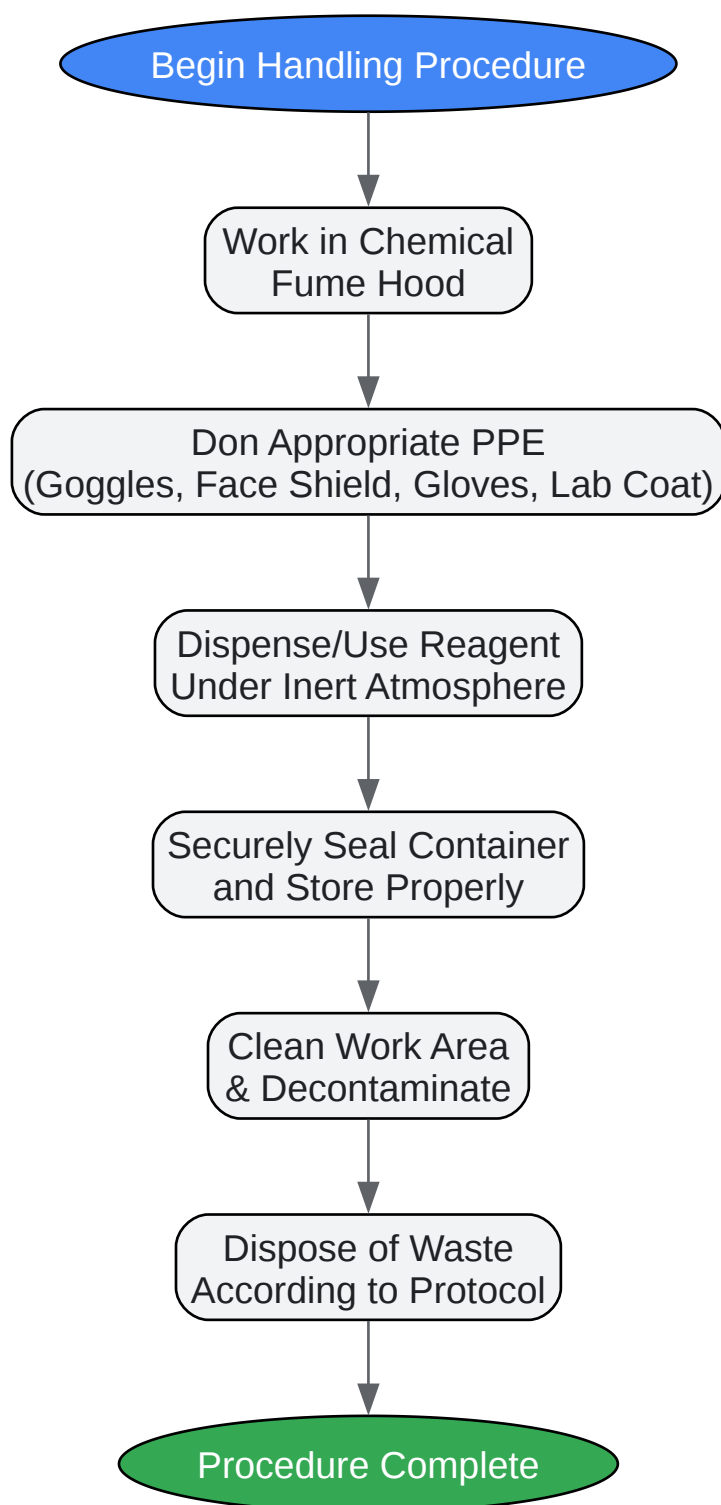 Begin Handling Procedure
Work in Chemical
Fume Hood
Don Appropriate PPE
(Goggles, Face Shield, Gloves, Lab Coat)
Dispense/Use Reagent
Under Inert Atmosphere
Securely Seal Container
and Store Properly
Clean Work Area
& Decontaminate
Dispose of Waste
According to Protocol
Procedure Complete